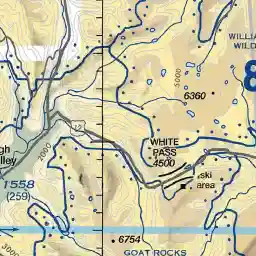 WILLIA
WILD
8
5000
6360
12
WHITE
PASS
4500
gh
lley
2000
ski
area
1558
(259)
3000
6754
GOAT ROCKS